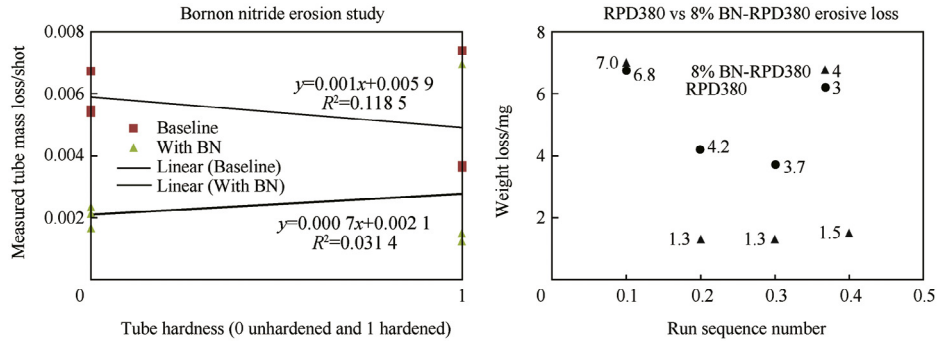 Bornon nitride erosion study
0.008
0.006
0.004
0.002
0
1
Measured tube mass loss/shot
y=0.001x+0.005 9
R²=0.118 5
Baseline
With BN
Linear (Baseline)
Linear (With BN)
y=0.000 7x+0.002 1
R²=0.031 4
Tube hardness (0 unhardened and 1 hardened)
RPD380 vs 8% BN-RPD380 erosive loss
8
6
4
2
0
0.1
0.2
0.3
0.4
0.5
Weight loss/mg
7.0
6.8
8% BN-RPD380
4
RPD380
3
4.2
3.7
1.3
1.3
1.5
Run sequence number